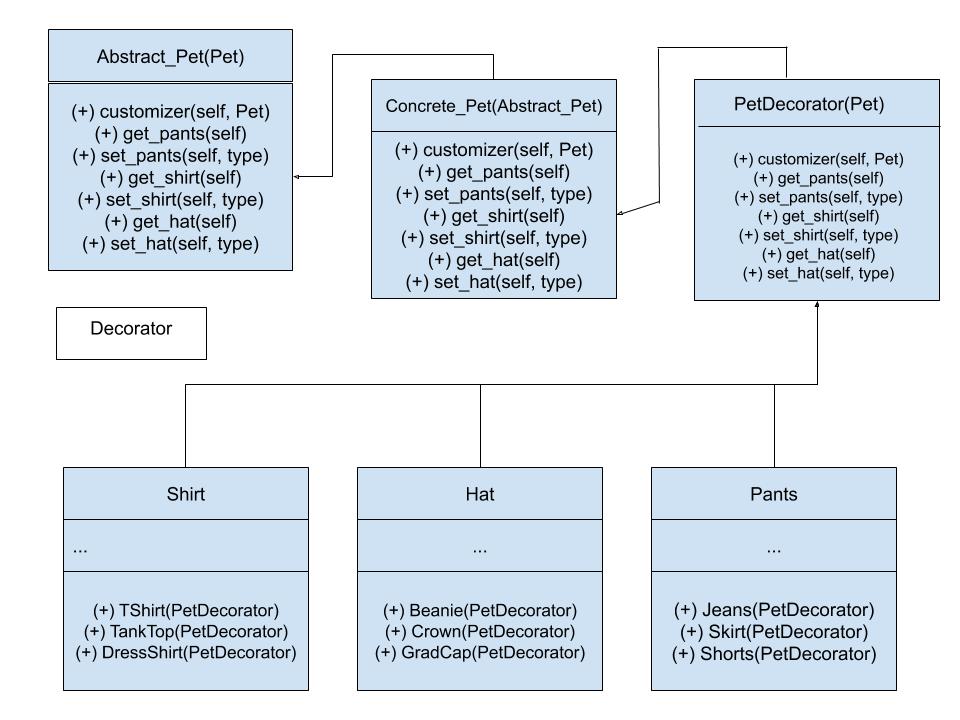 Abstract_Pet(Pet)
(+) customizer(self, Pet)
(+) get_pants(self)
(+) set_pants(self, type)
(+) get_shirt(self)
(+) set_shirt(self, type)
(+) get_hat(self)
(+) set_hat(self, type)
Concrete_Pet(Abstract_Pet)
(+) customizer(self, Pet)
(+) get_pants(self)
(+) set_pants(self, type)
(+) get_shirt(self)
(+) set_shirt(self, type)
(+) get_hat(self)
(+) set_hat(self, type)
PetDecorator(Pet)
(+) customizer(self, Pet)
(+) get_pants(self)
(+) set_pants(self, type)
(+) get_shirt(self)
(+) set_shirt(self, type)
(+) get_hat(self)
(+) set_hat(self, type)
Decorator
Shirt
...
(+) TShirt(PetDecorator)
(+) TankTop(PetDecorator)
(+) DressShirt(PetDecorator)
Hat
...
(+) Beanie(PetDecorator)
(+) Crown(PetDecorator)
(+) GradCap(PetDecorator)
Pants
...
(+) Jeans(PetDecorator)
(+) Skirt(PetDecorator)
(+) Shorts(PetDecorator)